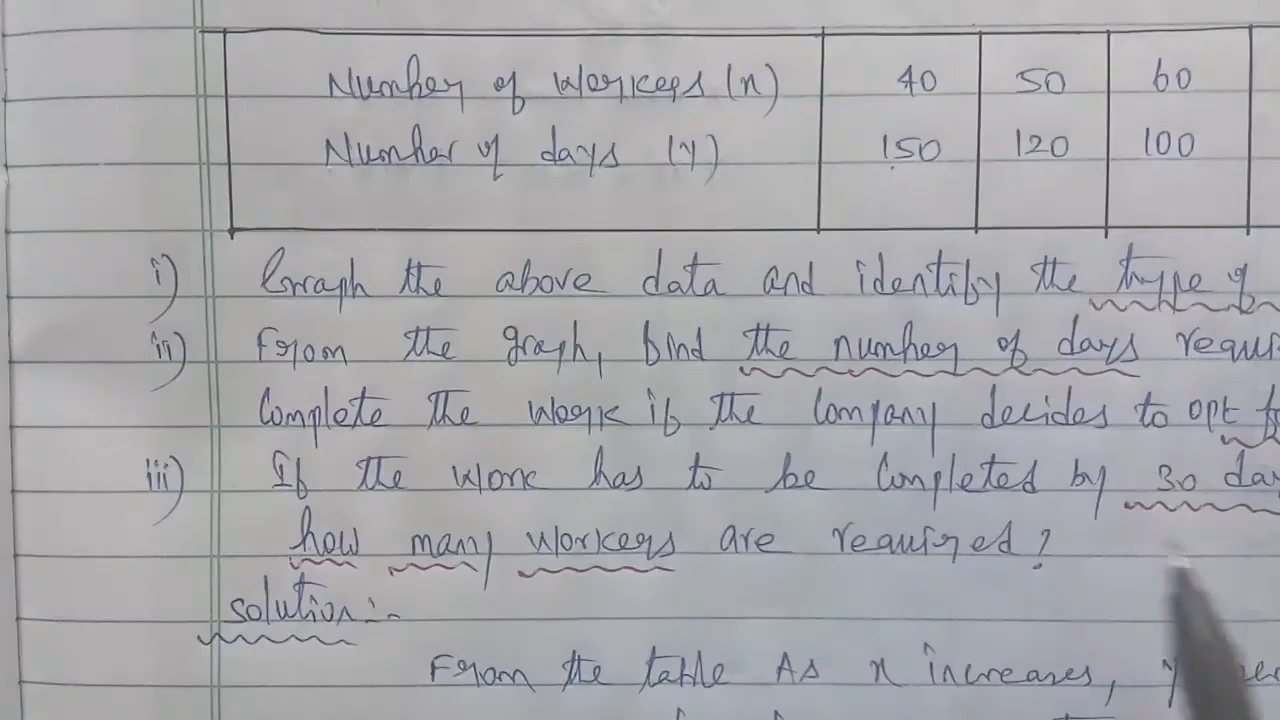 Number of workers (x) 40 50 60
Number of days (y) 150 120 100
i) Graph the above data and identify the type of
ii) From the graph, find the number of days requi
Complete the work if the Company decides to opt f
iii) If the work has to be Completed by 30 day
how many workers are required?
Solution:-
From the table As x increases, y